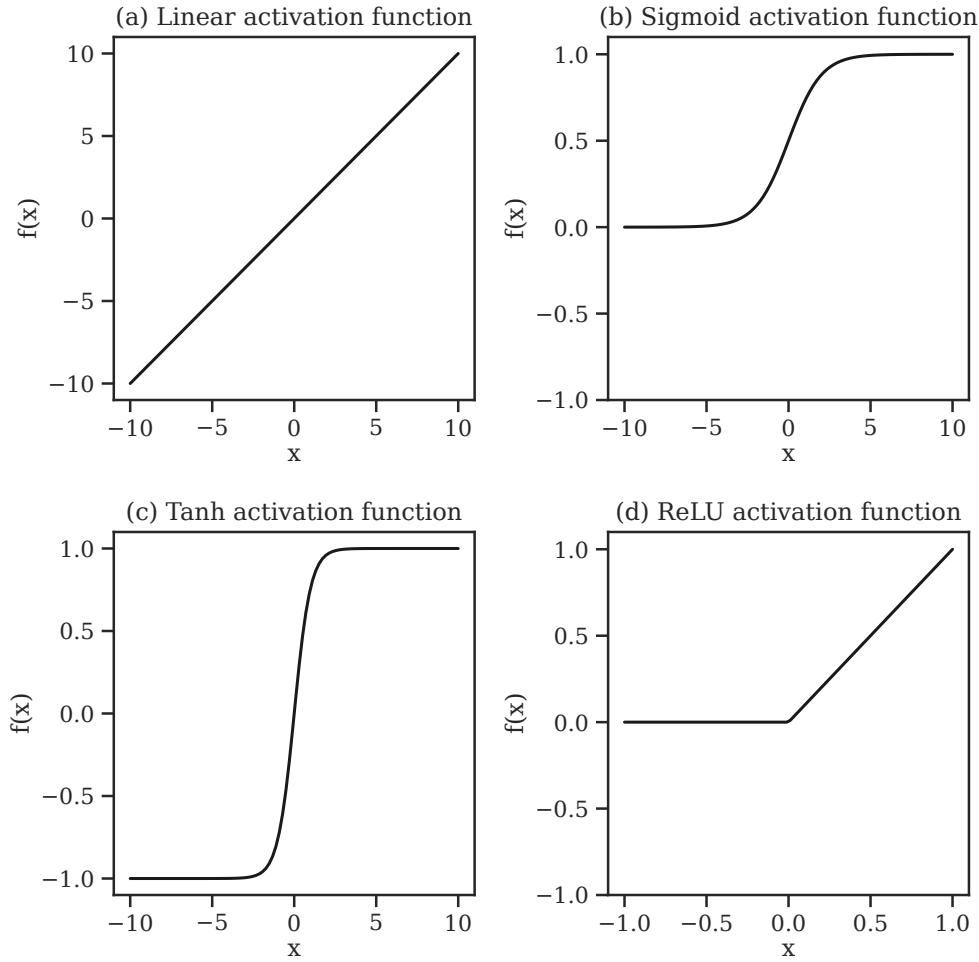 (a) Linear activation function
10
5
0
−5
−10
f(x)
−10 −5 0 5 10
x
(b) Sigmoid activation function
1.0
0.5
0.0
−0.5
−1.0
f(x)
−10 −5 0 5 10
x
(c) Tanh activation function
1.0
0.5
0.0
−0.5
−1.0
f(x)
−10 −5 0 5 10
x
(d) ReLU activation function
1.0
0.5
0.0
−0.5
−1.0
f(x)
−1.0 −0.5 0.0 0.5 1.0
x